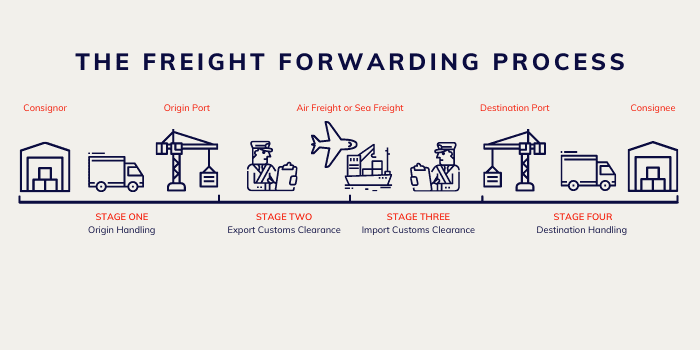 THE FREIGHT FORWARDING PROCESS
Consignor
Origin Port
Air Freight or Sea Freight
Destination Port
Consignee
STAGE ONE
Origin Handling
STAGE TWO
Export Customs Clearance
STAGE THREE
Import Customs Clearance
STAGE FOUR
Destination Handling